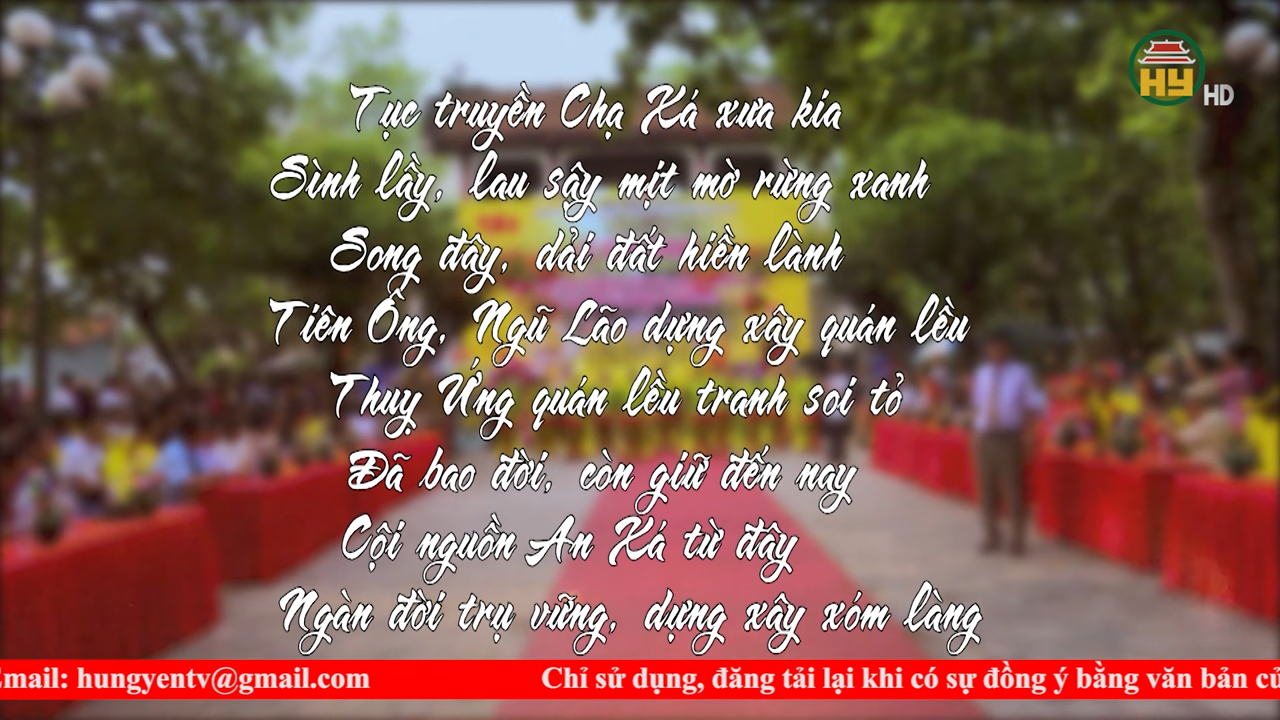 HY HD
Tục truyền Chạ Ká xưa kia
Sình lầy, lau sậy mịt mờ rừng xanh
Song đây, dải đất hiền lành
Tiên Ông, Ngũ Lão dựng xây quán lều
Thuỵ Ứng quán lều tranh soi tỏ
Đã bao đời, còn giữ đến nay
Cội nguồn An Ká từ đây
Ngàn đời trụ vững, dựng xây xóm làng
Email: hungyentv@gmail.com Chỉ sử dụng, đăng tải lại khi có sự đồng ý bằng văn bản củ